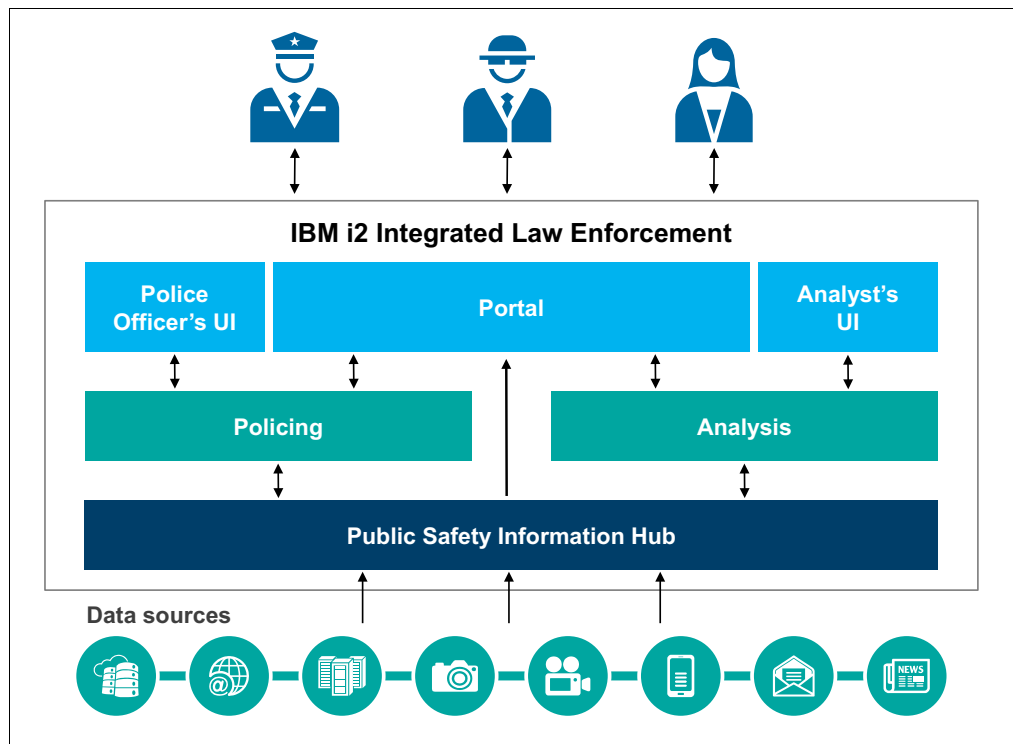 IBM i2 Integrated Law Enforcement
Police
Officer’s UI
Portal
Analyst’s
UI
Policing
Analysis
Public Safety Information Hub
Data sources
@
NEWS